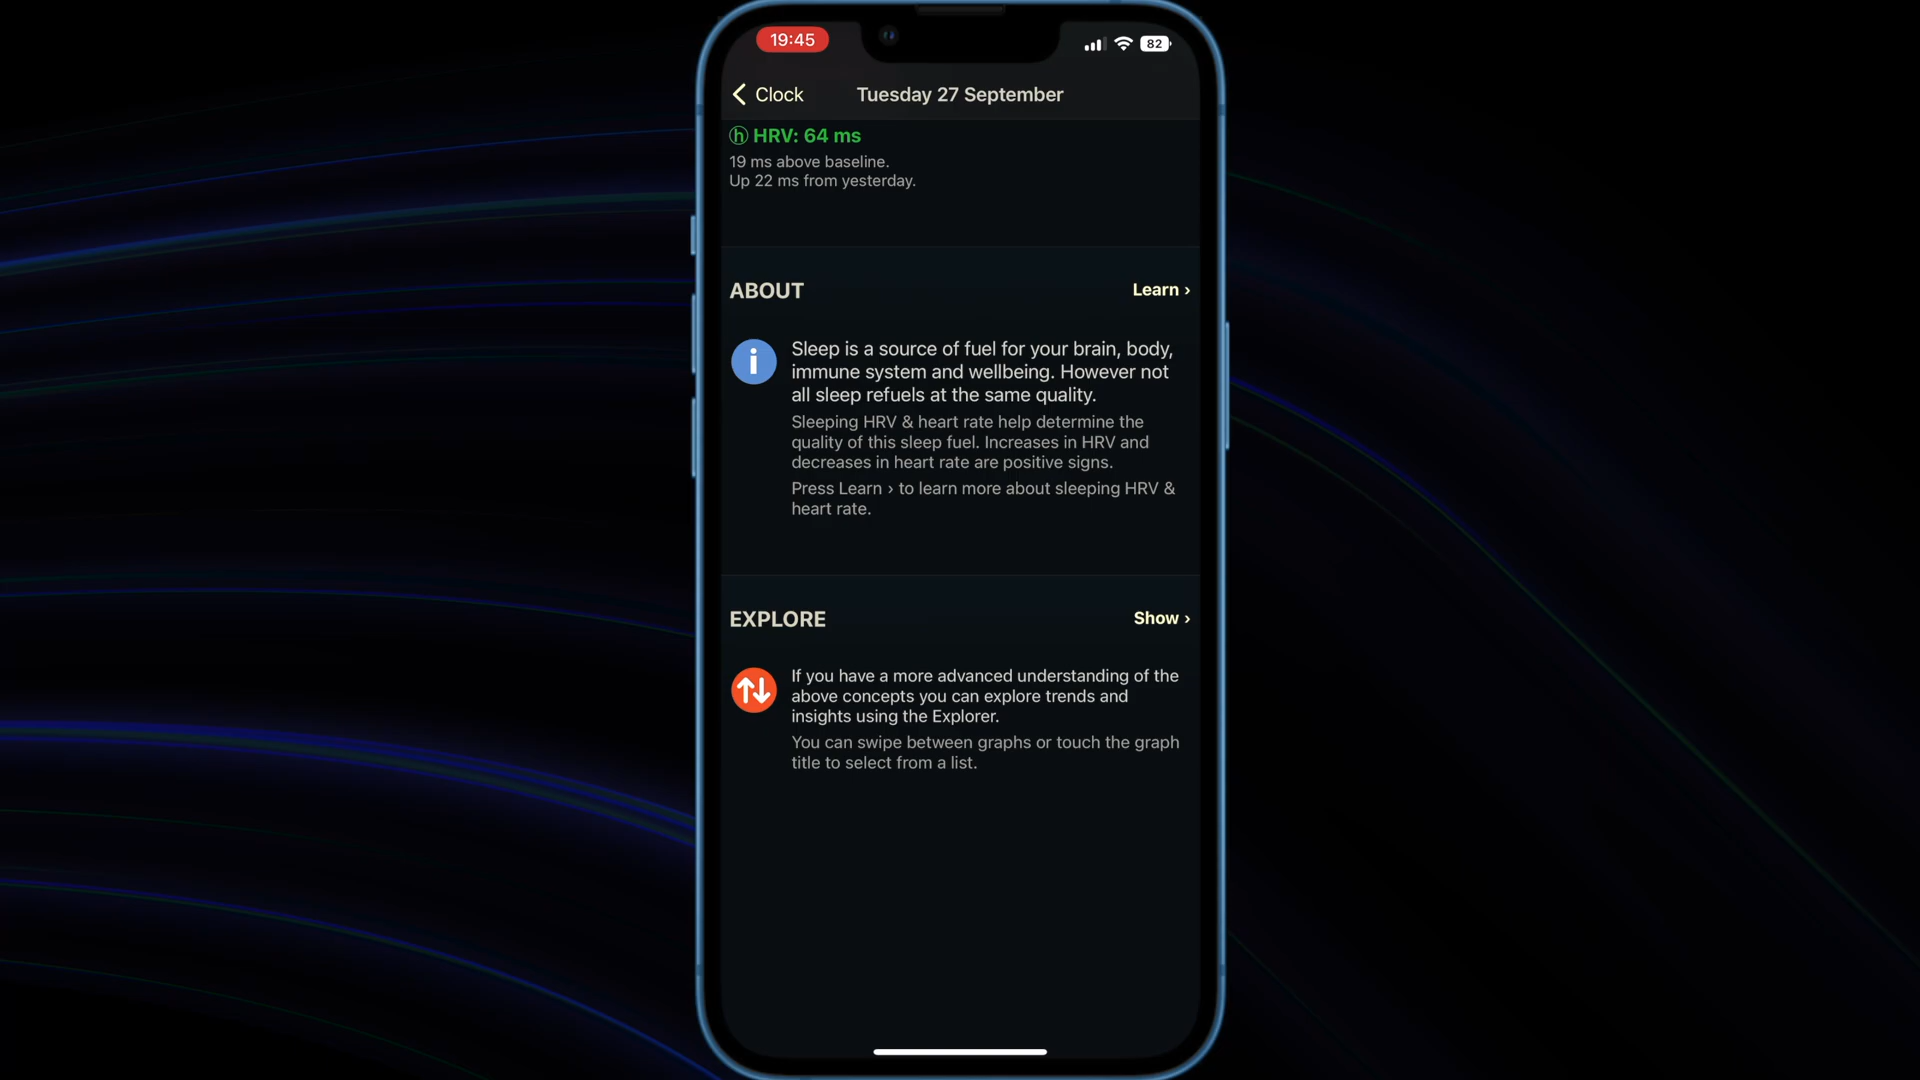 19:45
82
Clock
Tuesday 27 September
HRV: 64 ms
19 ms above baseline.
Up 22 ms from yesterday.
ABOUT
Learn ›
Sleep is a source of fuel for your brain, body,
immune system and wellbeing. However not
all sleep refuels at the same quality.
Sleeping HRV & heart rate help determine the
quality of this sleep fuel. Increases in HRV and
decreases in heart rate are positive signs.
Press Learn › to learn more about sleeping HRV &
heart rate.
EXPLORE
Show ›
If you have a more advanced understanding of the
above concepts you can explore trends and
insights using the Explorer.
You can swipe between graphs or touch the graph
title to select from a list.